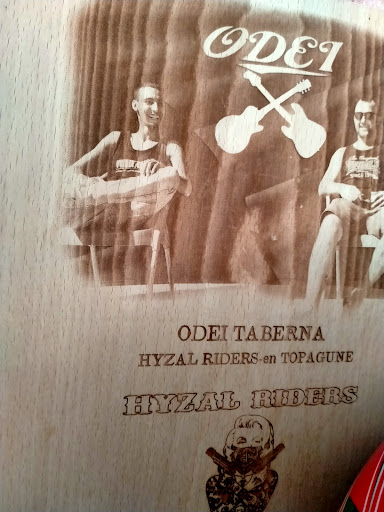 ODEI
ODEI TABERNA
HYZAL RIDERS-en TOPAGUNE
HYZAL RIDERS